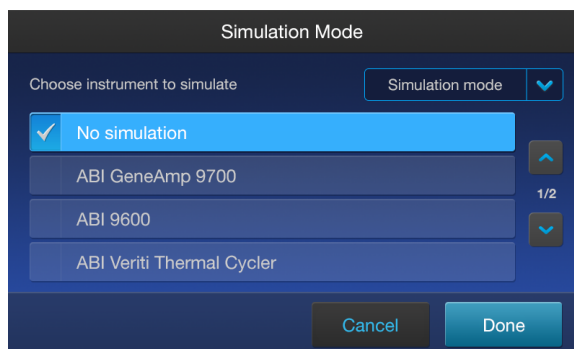 Simulation Mode
Choose instrument to simulate
Simulation mode
No simulation
ABI GeneAmp 9700
1/2
ABI 9600
ABI Veriti Thermal Cycler
Cancel
Done